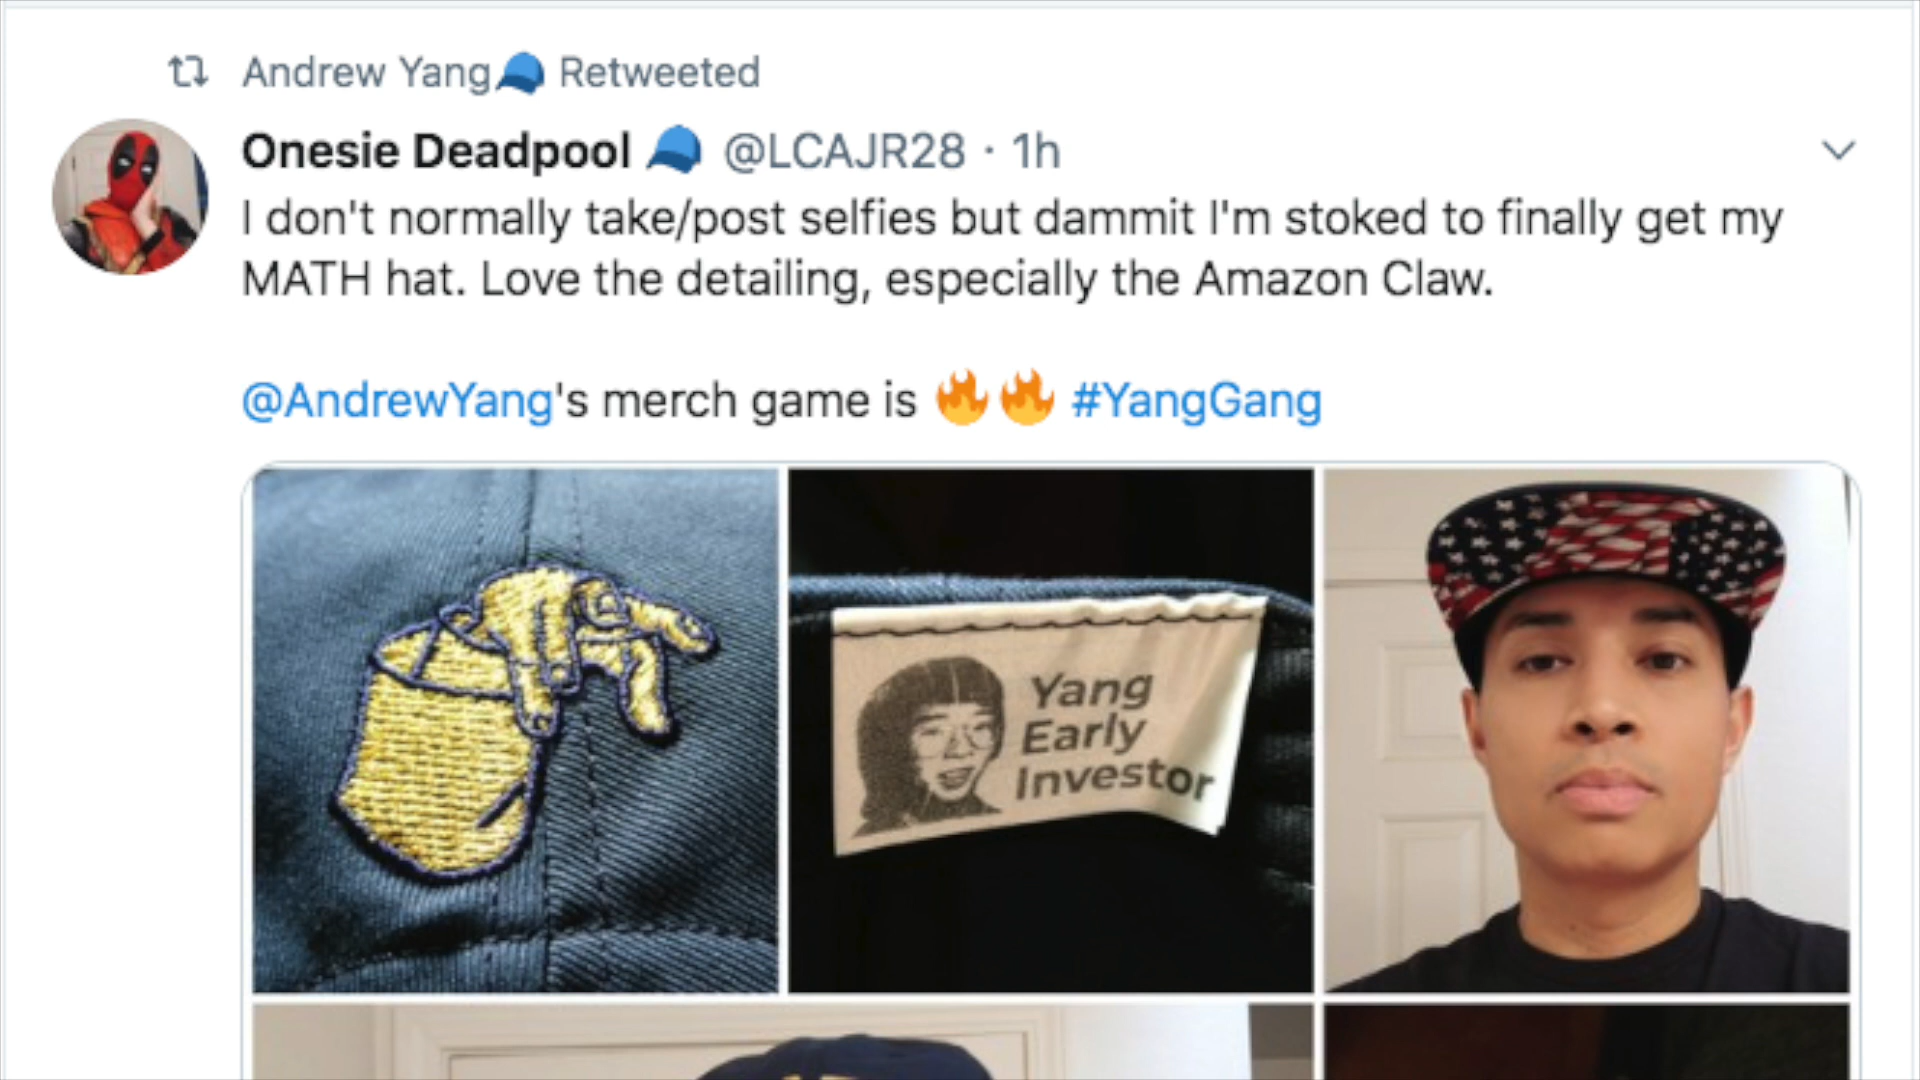 Andrew Yang🧢 Retweeted
Onesie Deadpool 🧢 @LCAJR28 · 1h
I don't normally take/post selfies but dammit I'm stoked to finally get my
MATH hat. Love the detailing, especially the Amazon Claw.
@AndrewYang's merch game is 🔥🔥 #YangGang
Yang
Early
Investor